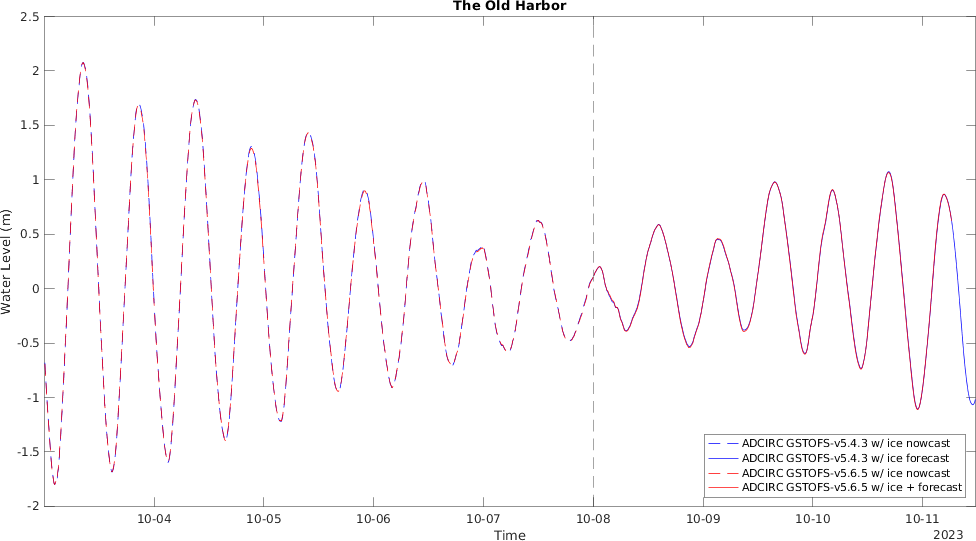 The Old Harbor
2.5
2
1.5
1
0.5
0
-0.5
-1
-1.5
-2
Water Level (m)
ADCIRC GSTOFS-v5.4.3 w/ ice nowcast
ADCIRC GSTOFS-v5.4.3 w/ ice forecast
ADCIRC GSTOFS-v5.6.5 w/ ice nowcast
ADCIRC GSTOFS-v5.6.5 w/ ice + forecast
10-04 10-05 10-06 10-07 10-08 10-09 10-10 10-11
Time
2023